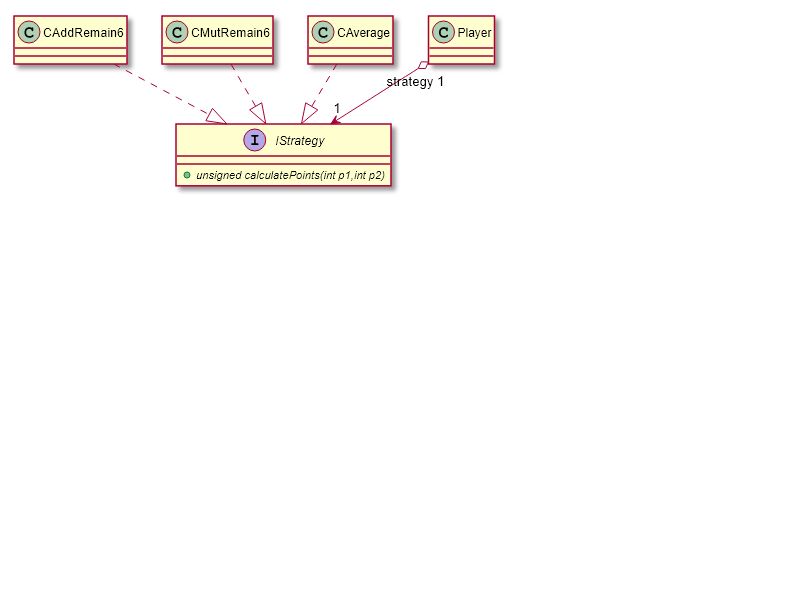 C CAddRemain6
C CMutRemain6
C CAverage
C Player
strategy 1
1
I IStrategy
unsigned calculatePoints(int p1,int p2)